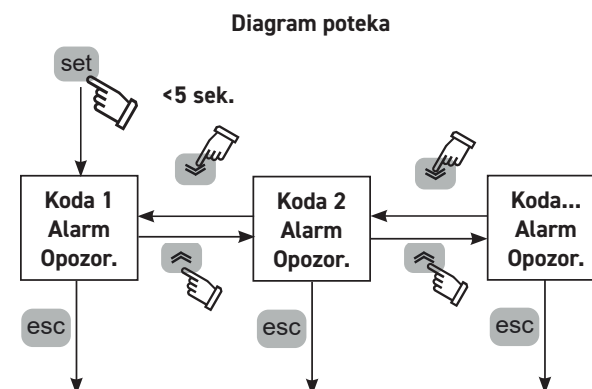 Diagram poteka
set
<5 sek.
Koda 1
Alarm
Opozor.
Koda 2
Alarm
Opozor.
Koda...
Alarm
Opozor.
esc
esc
esc